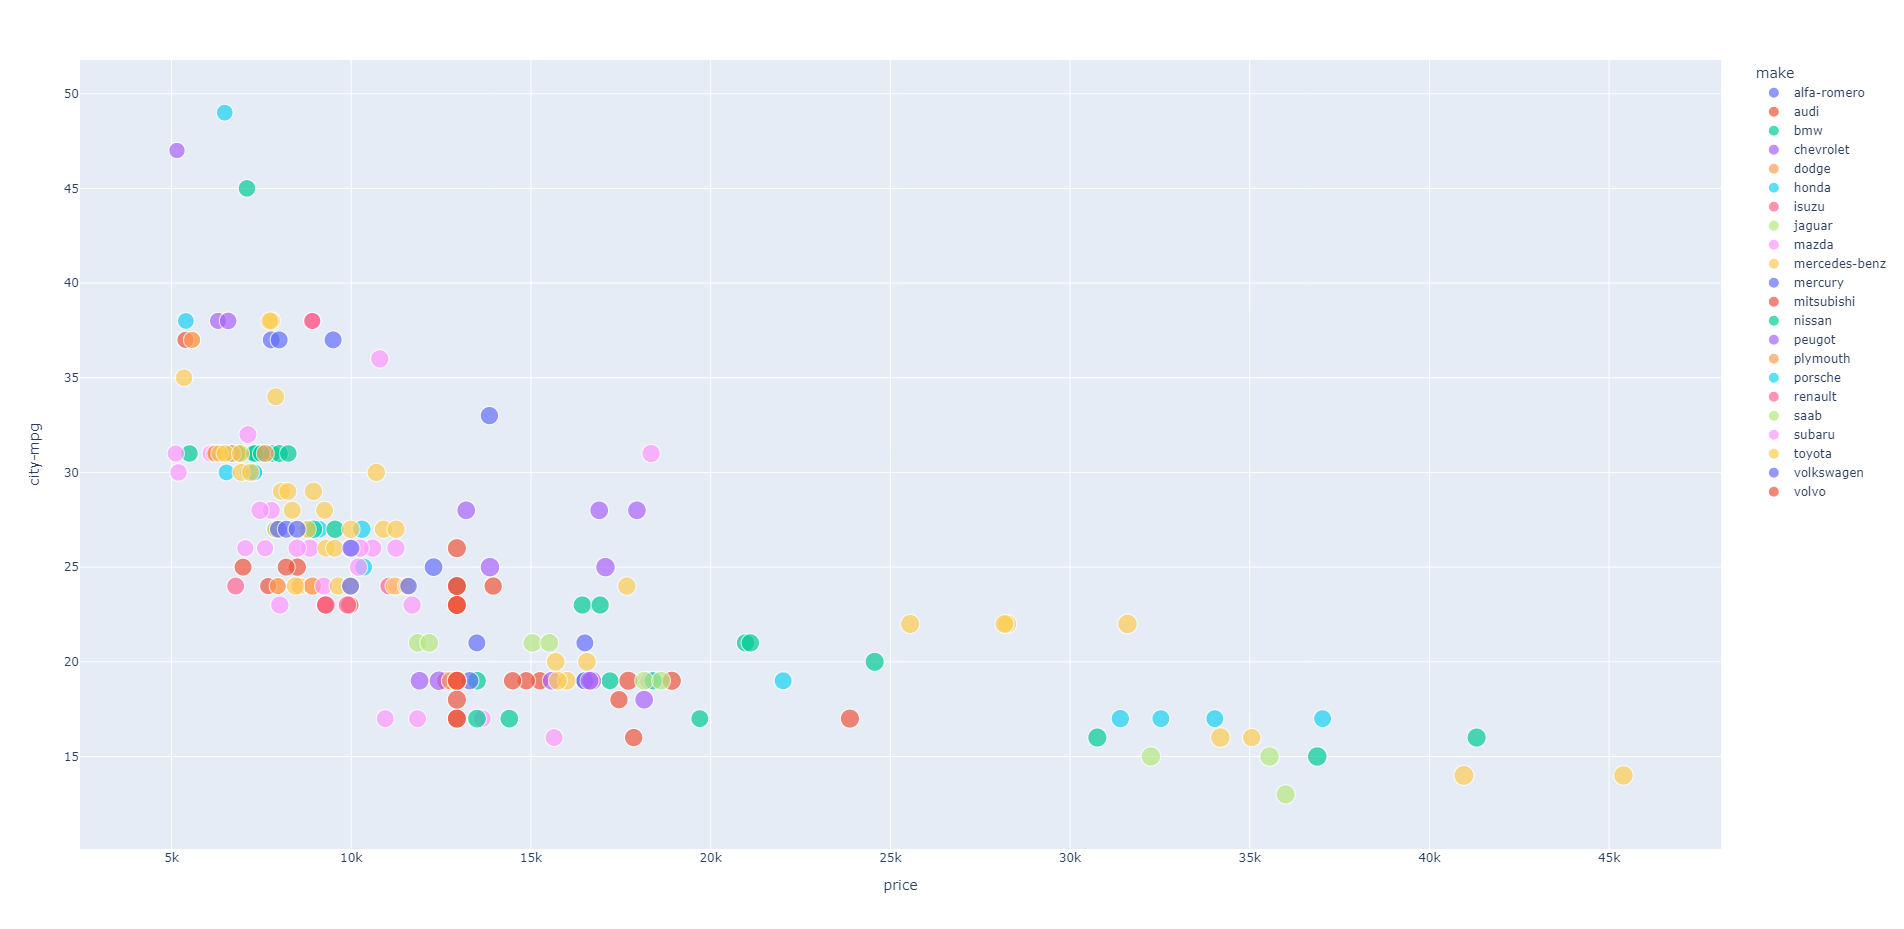 make
alfa-romero
audi
bmw
chevrolet
dodge
honda
isuzu
jaguar
mazda
mercedes-benz
mercury
mitsubishi
nissan
peugot
plymouth
porsche
renault
saab
subaru
toyota
volkswagen
volvo
50
45
40
35
30
25
20
15
city-mpg
5k 10k 15k 20k 25k 30k 35k 40k 45k
price